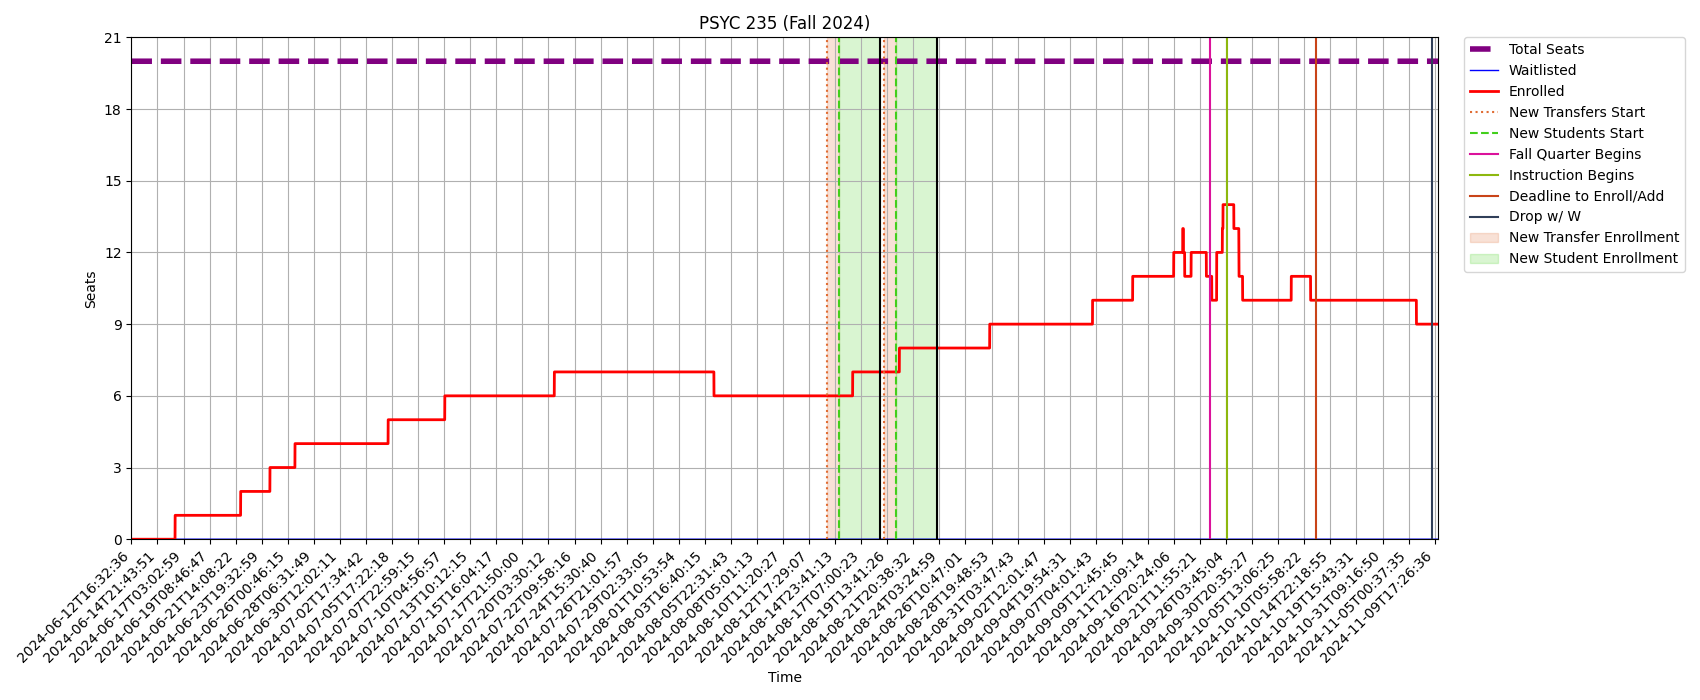 PSYC 235 (Fall 2024)
21
18
15
12
9
6
3
0
Seats
2024-06-12T16:32:36
2024-06-14T21:43:51
2024-06-17T03:02:59
2024-06-19T08:46:47
2024-06-21T14:08:22
2024-06-23T19:32:59
2024-06-26T00:46:15
2024-06-28T06:31:49
2024-06-30T12:02:11
2024-07-02T17:34:42
2024-07-05T17:22:18
2024-07-07T22:59:15
2024-07-10T04:56:57
2024-07-13T10:12:15
2024-07-15T16:04:17
2024-07-17T21:50:00
2024-07-20T03:30:12
2024-07-22T09:58:16
2024-07-24T15:30:40
2024-07-26T21:01:57
2024-07-29T02:33:05
2024-08-01T10:53:54
2024-08-03T16:40:15
2024-08-05T22:31:43
2024-08-08T05:01:13
2024-08-10T11:20:27
2024-08-12T17:29:07
2024-08-14T23:41:13
2024-08-17T07:00:23
2024-08-19T13:41:26
2024-08-21T20:38:32
2024-08-24T03:24:59
2024-08-26T10:47:01
2024-08-28T19:48:53
2024-08-31T03:47:43
2024-09-02T12:01:47
2024-09-04T19:54:31
2024-09-07T04:01:43
2024-09-09T12:45:45
2024-09-11T21:09:14
2024-09-16T20:24:06
2024-09-21T11:55:21
2024-09-26T03:45:04
2024-09-30T20:35:27
2024-10-05T13:06:25
2024-10-10T05:58:22
2024-10-14T22:18:55
2024-10-19T15:43:31
2024-10-31T09:16:50
2024-11-05T00:37:35
2024-11-09T17:26:36
Time
Total Seats
Waitlisted
Enrolled
New Transfers Start
New Students Start
Fall Quarter Begins
Instruction Begins
Deadline to Enroll/Add
Drop w/ W
New Transfer Enrollment
New Student Enrollment